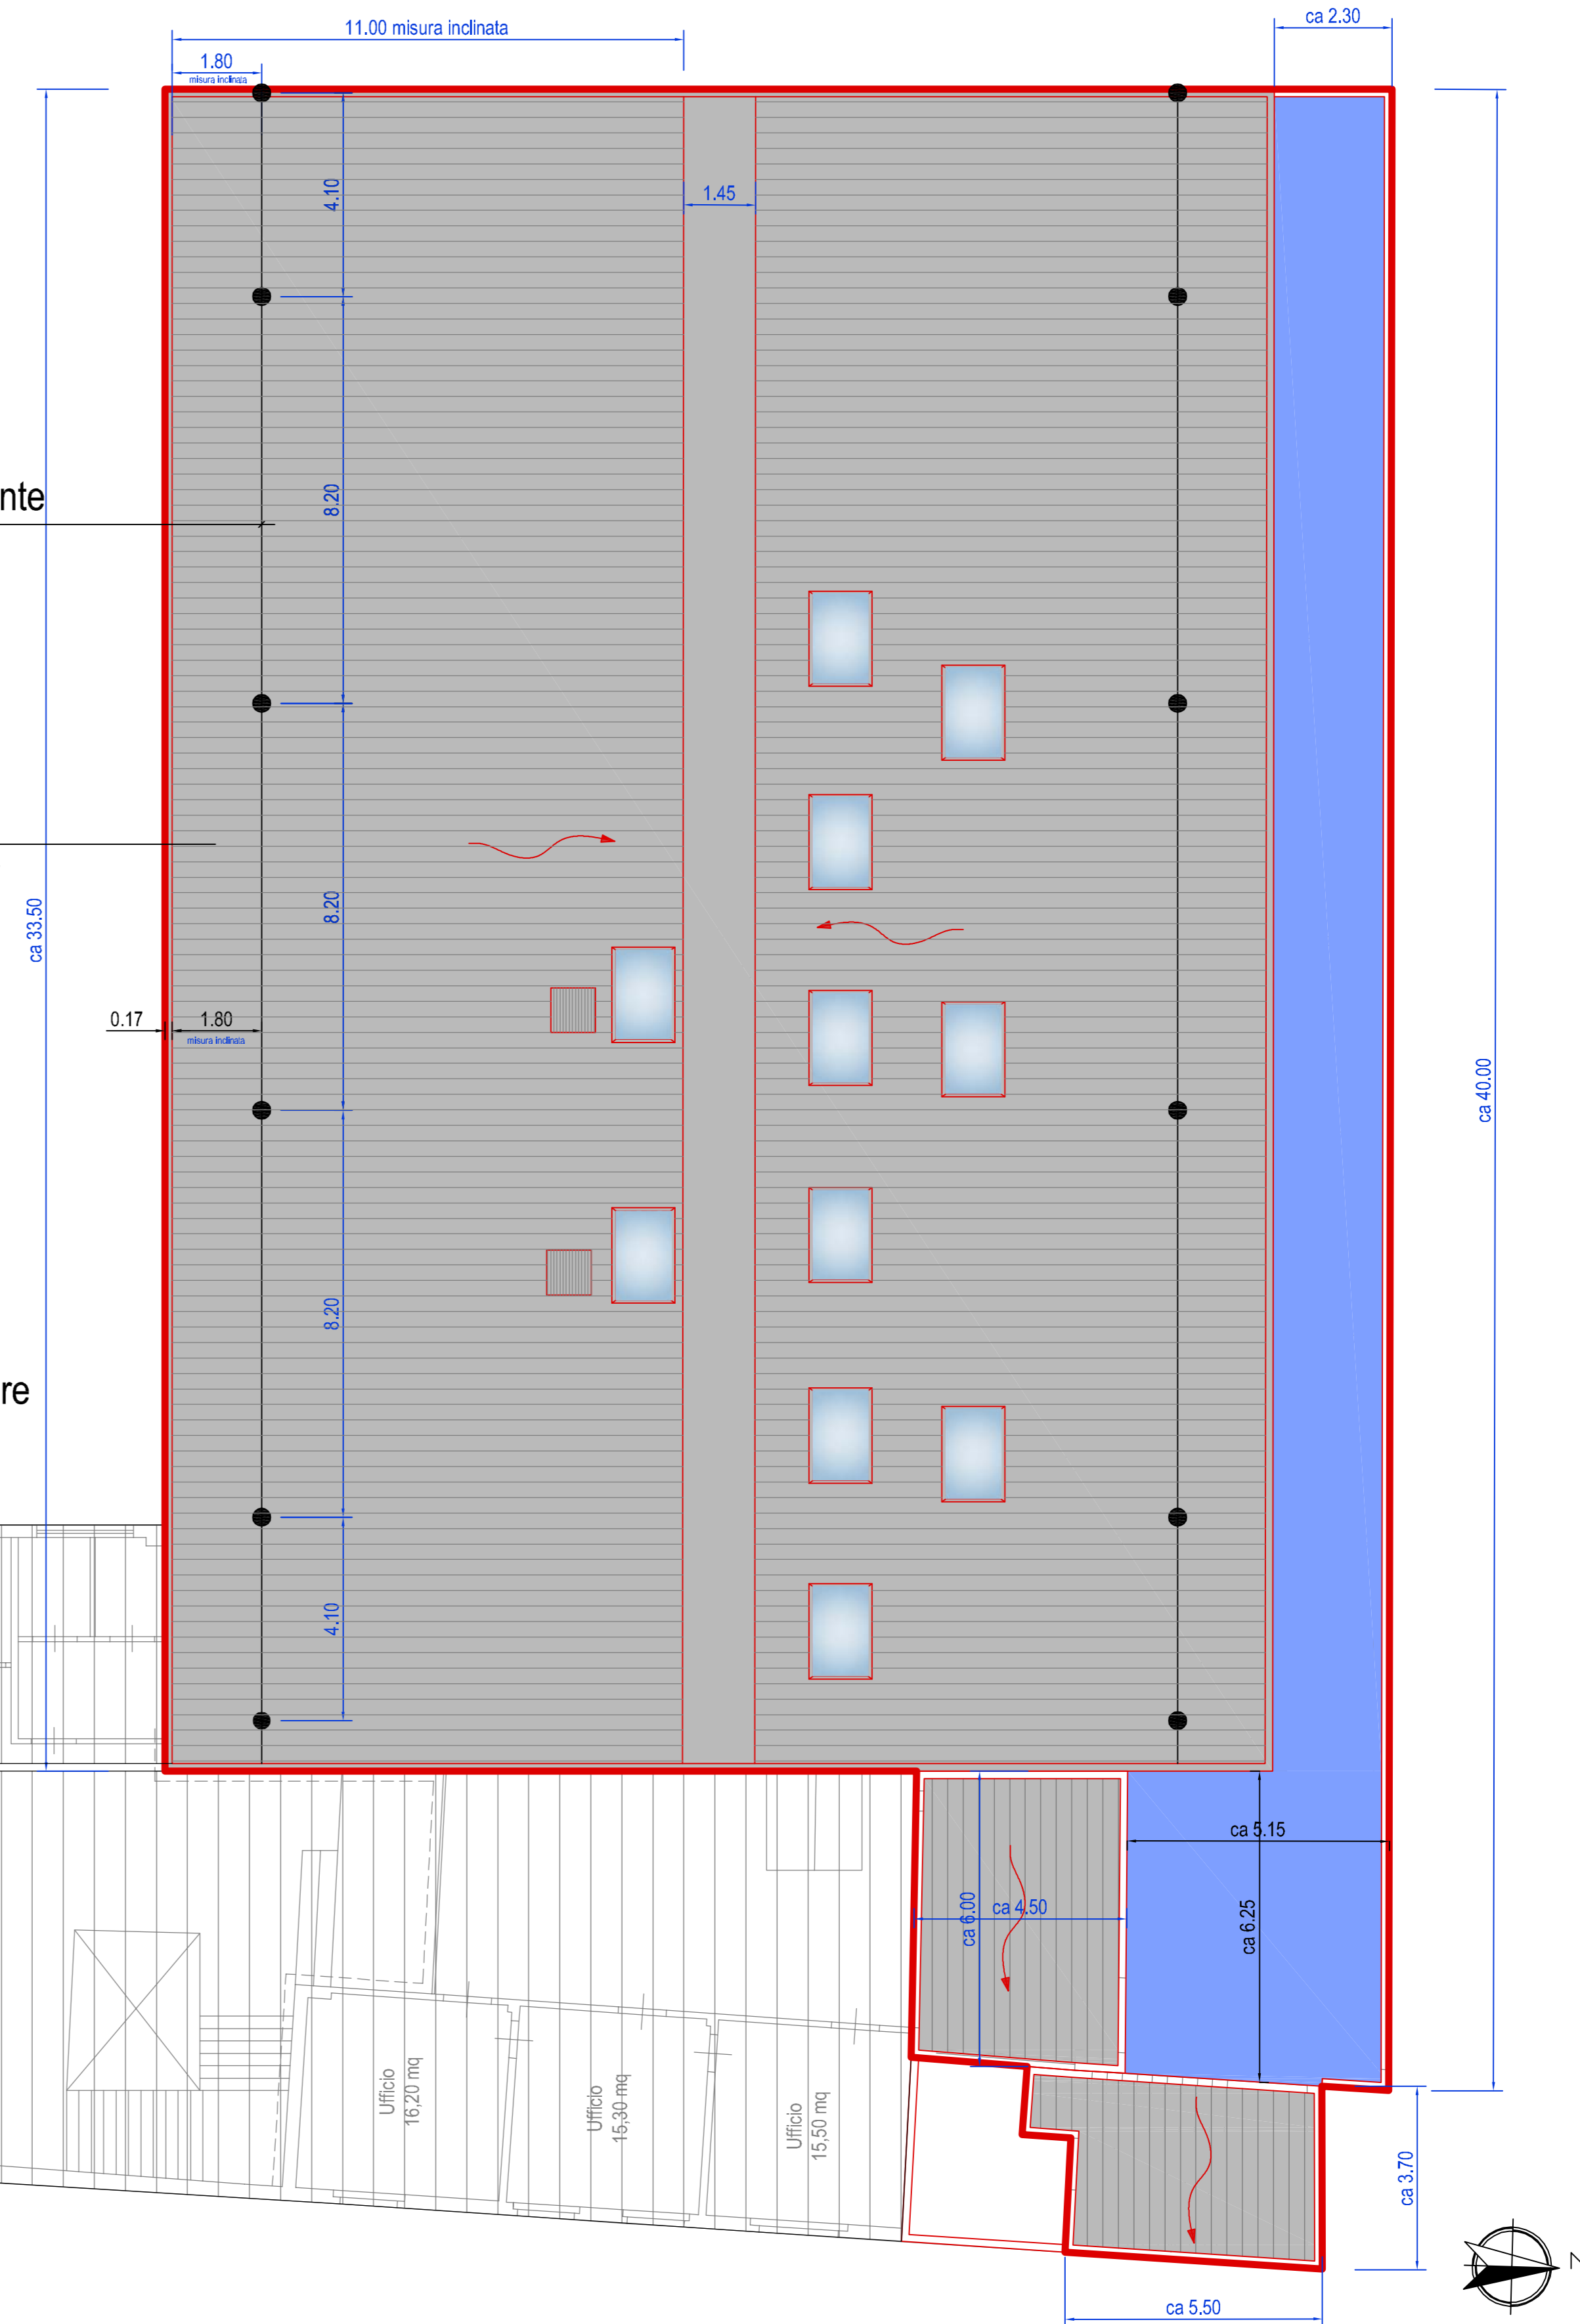 ca 2.30
11.00 misura inclinata
1.80
misura inclinata
4.10
1.45
nte
8.20
8.20
ca 33.50
0.17
1.80
misura inclinata
ca 40.00
8.20
re
4.10
ca 5.15
ca 6.00
ca 4.50
ca 6.25
Ufficio
16,20 mq
Ufficio
15,30 mq
Ufficio
15,50 mq
ca 3.70
N
ca 5.50